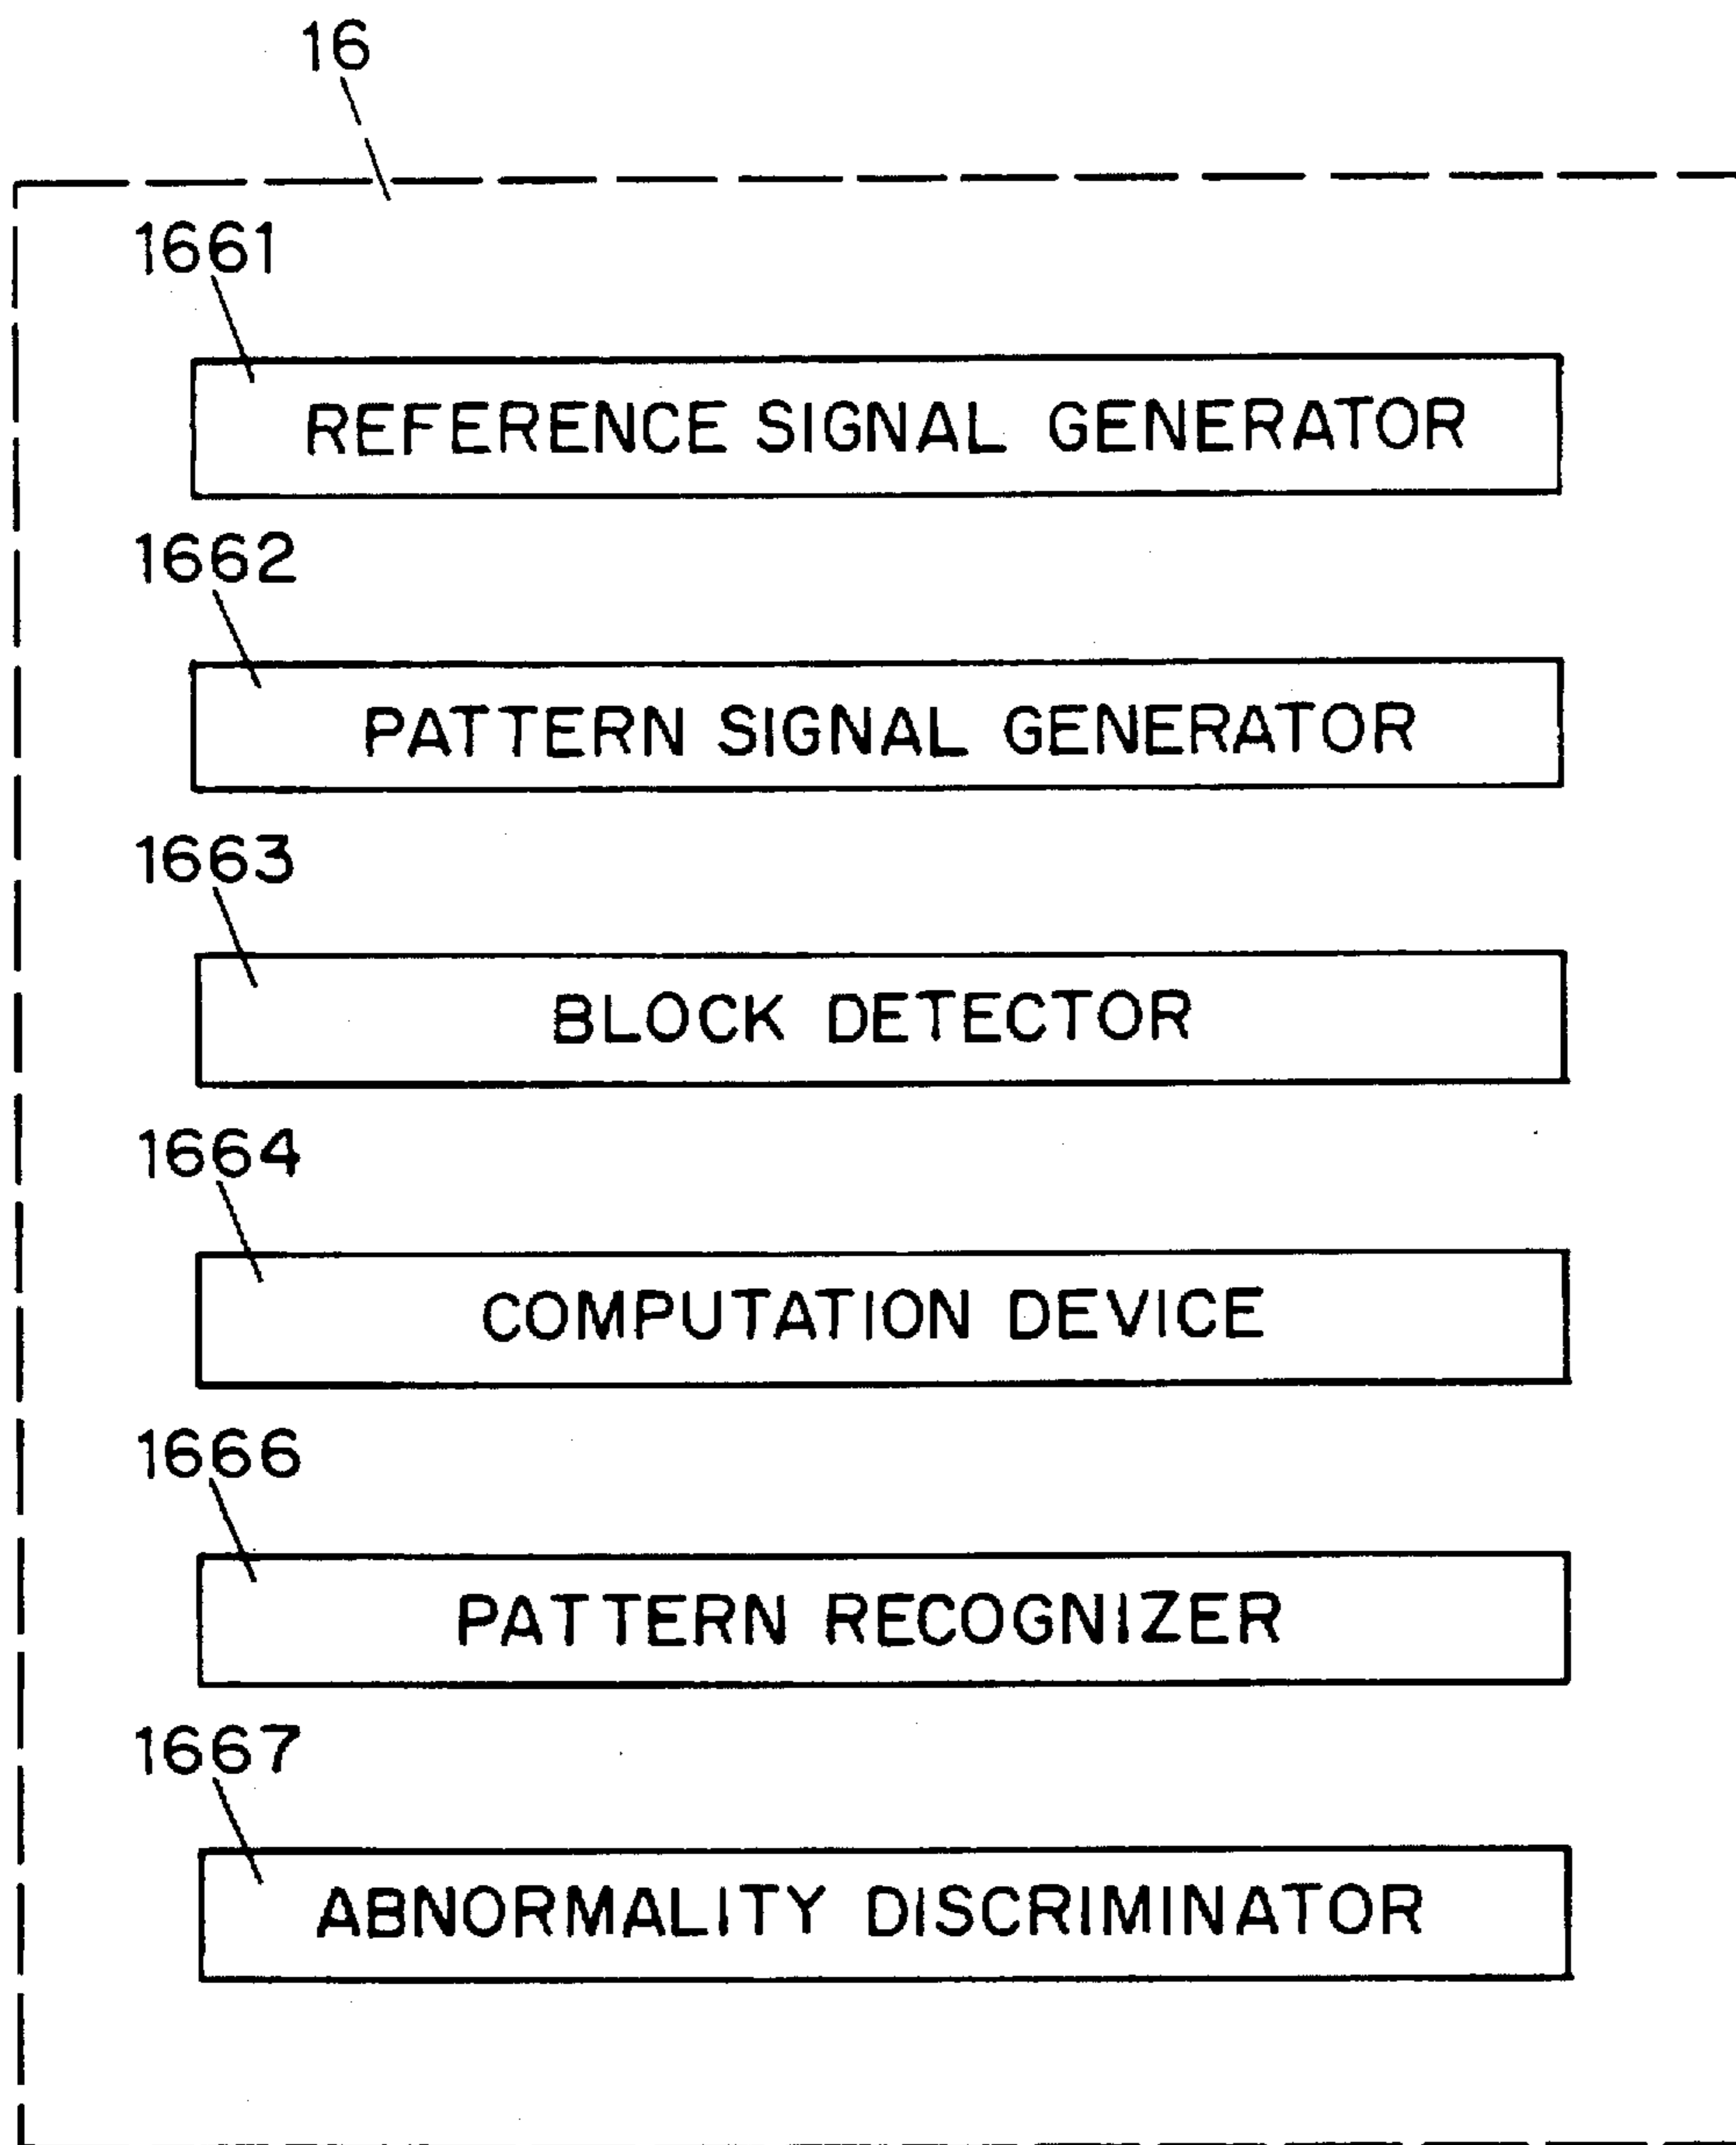 16
1661
REFERENCE SIGNAL GENERATOR
1662
PATTERN SIGNAL GENERATOR
1663
BLOCK DETECTOR
1664
COMPUTATION DEVICE
1666
PATTERN RECOGNIZER
1667
ABNORMALITY DISCRIMINATOR